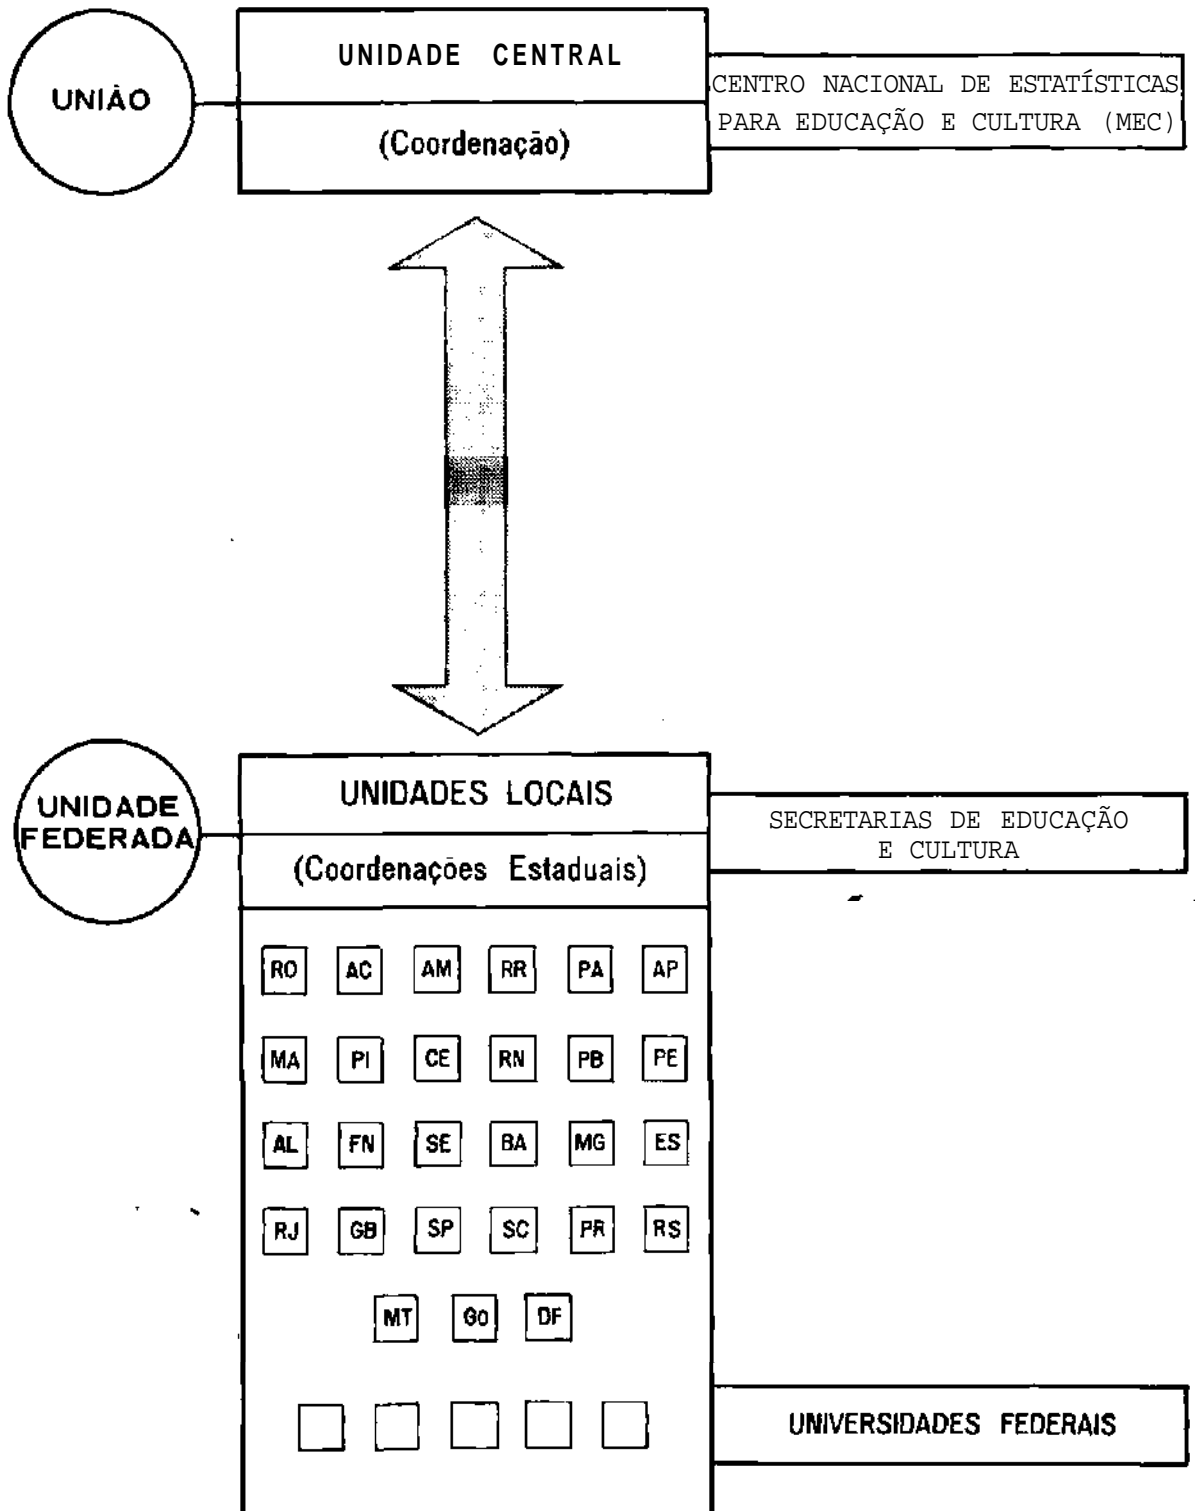 UNIÃO
UNIDADE CENTRAL
(Coordenação)
CENTRO NACIONAL DE ESTATÍSTICAS
PARA EDUCAÇÃO E CULTURA (MEC)
UNIDADE
FEDERADA
UNIDADES LOCAIS
(Coordenações Estaduais)
SECRETARIAS DE EDUCAÇÃO
E CULTURA
RO AC AM RR PA AP
MA PI CE RN PB PE
AL FN SE BA MG ES
RJ GB SP SC PR RS
MT Go DF
UNIVERSIDADES FEDERAIS